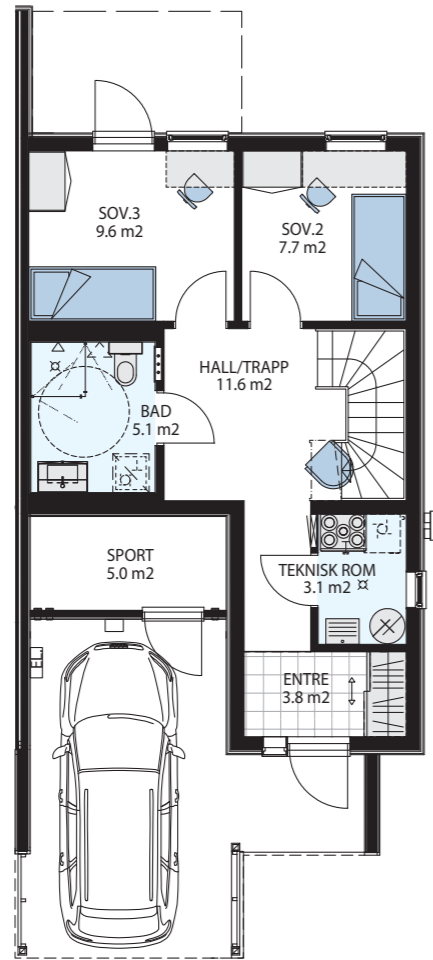 SOV.3
9.6 m2
SOV.2
7.7 m2
HALL/TRAPP
11.6 m2
BAD
5.1 m2
SPORT
5.0 m2
TEKNISK ROM
3.1 m2
ENTRE
3.8 m2